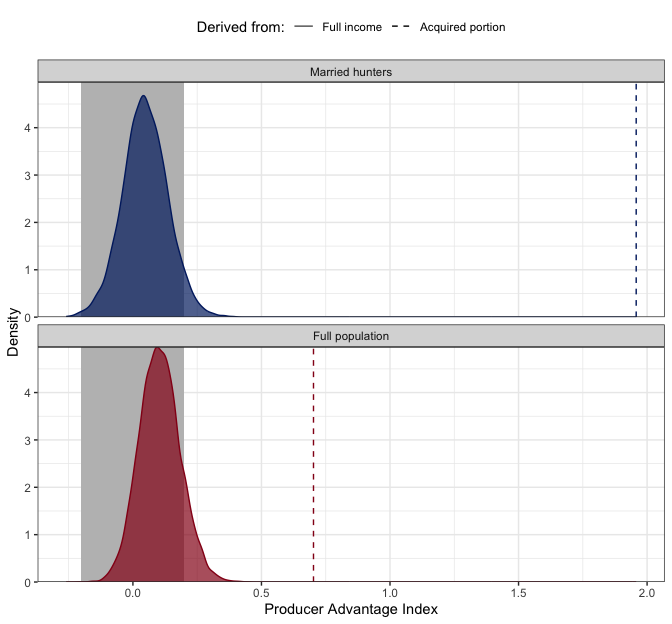 Derived from: Full income Acquired portion
Married hunters
4
3
2
1
0
Full population
4
3
2
1
0
Density
0.0 0.5 1.0 1.5 2.0
Producer Advantage Index